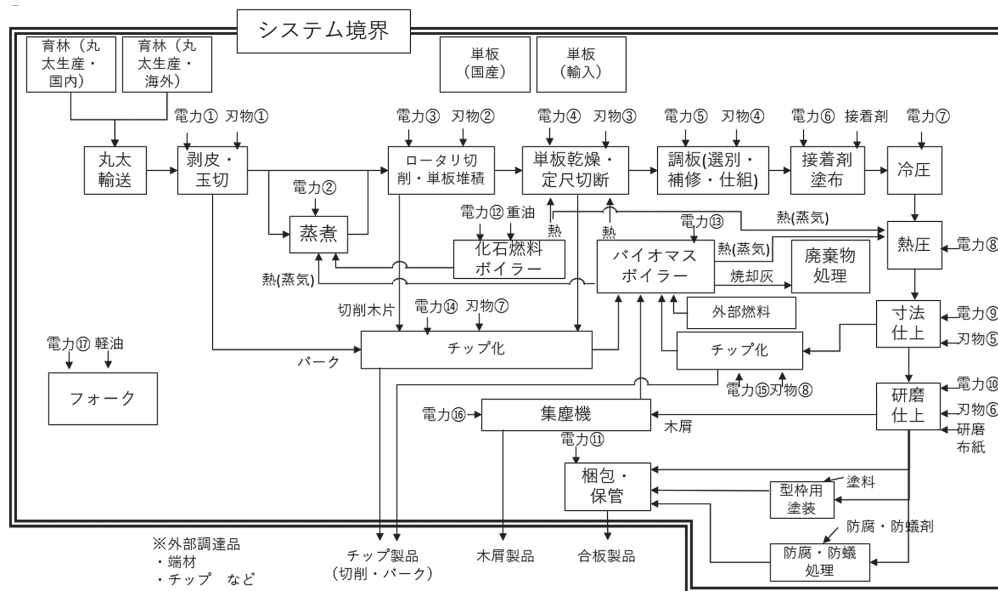 システム境界
育林(丸
太生産・
国内)
育林(丸
太生産・
海外)
単板
(国産)
単板
(輸入)
電力①
刃物①
電力③
刃物②
電力④
刃物③
電力⑤
刃物④
電力⑥
接着剤
電力⑦
丸太
輸送
剥皮・
玉切
ロータリ切
削・単板堆積
単板乾燥・
定尺切断
調板(選別・
補修・仕組)
接着剤
塗布
冷圧
電力②
蒸煮
電力⑫
重油
熱
熱
電力⑬
熱(蒸気)
熱(蒸気)
熱圧
電力⑧
化石燃料
ボイラー
バイオマス
ボイラー
廃棄物
処理
熱(蒸気)
焼却灰
外部燃料
切削木片
電力⑭
刃物⑦
寸法
仕上
電力⑨
刃物⑤
チップ化
チップ化
バーク
電力⑰
軽油
フォーク
電力⑮
刃物⑧
研磨
仕上
電力⑩
刃物⑥
研磨
布紙
電力⑯
集塵機
木屑
電力⑪
梱包・
保管
型枠用
塗装
塗料
防腐・防蟻剤
防腐・防蟻
処理
※外部調達品
・端材
・チップ など
チップ製品
(切削・バーク)
木屑製品
合板製品